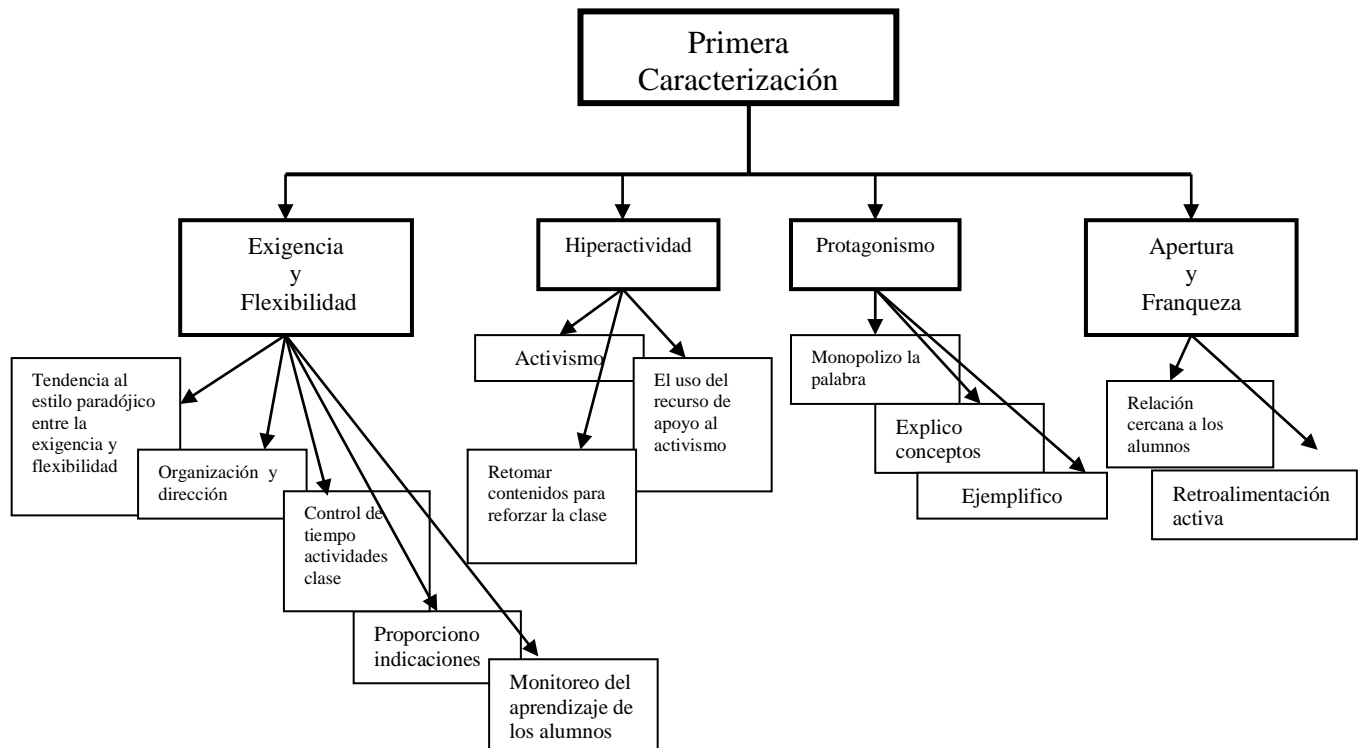 Primera
Caracterización
Exigencia
y
Flexibilidad
Hiperactividad
Protagonismo
Apertura
y
Franqueza
Tendencia al
estilo paradójico
entre la
exigencia y
flexibilidad
Organización y
dirección
Control de
tiempo
actividades
clase
Proporciono
indicaciones
Monitoreo del
aprendizaje de
los alumnos
Activismo
Retomar
contenidos para
reforzar la clase
El uso del
recurso de
apoyo al
activismo
Monopolizo la
palabra
Explico
conceptos
Ejemplifico
Relación
cercana a los
alumnos
Retroalimentación
activa